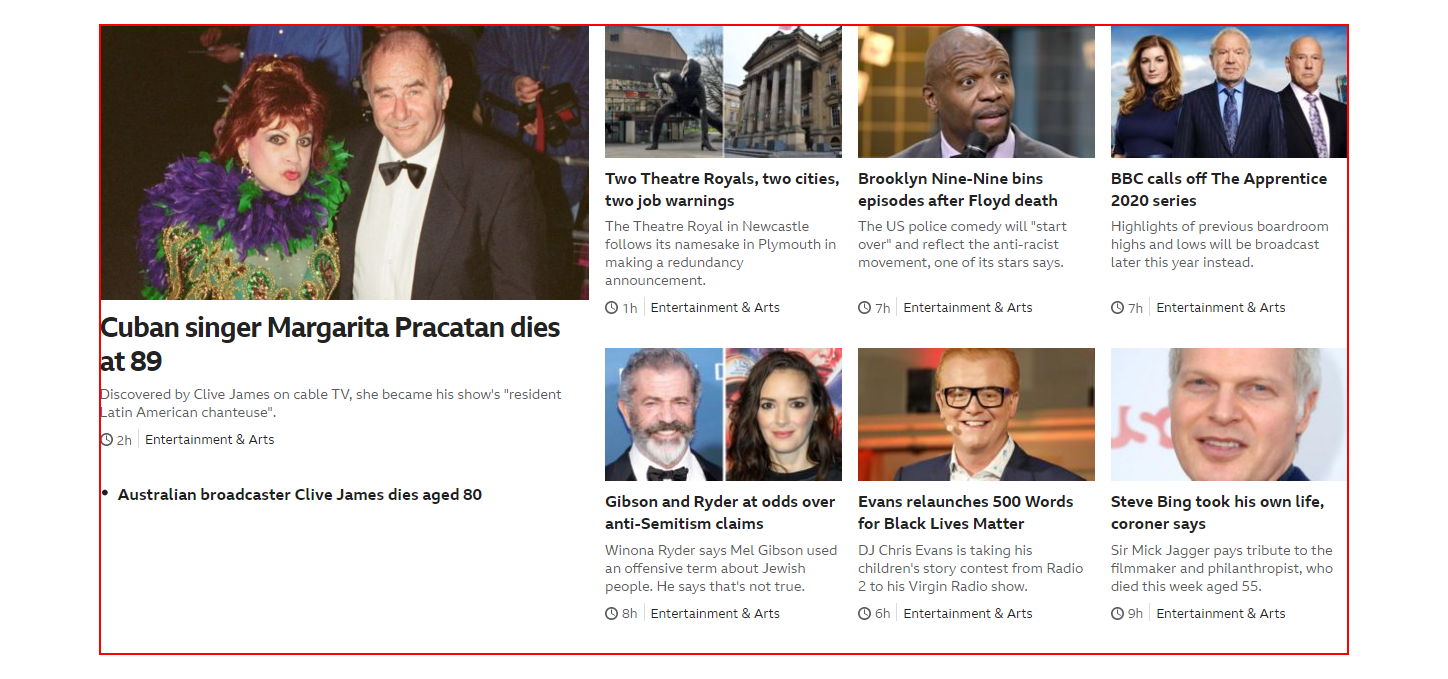 Cuban singer Margarita Pracatan dies
at 89
Discovered by Clive James on cable TV, she became his show's "resident
Latin American chanteuse".
2h | Entertainment & Arts
• Australian broadcaster Clive James dies aged 80
Two Theatre Royals, two cities,
two job warnings
The Theatre Royal in Newcastle
follows its namesake in Plymouth in
making a redundancy
announcement.
1h | Entertainment & Arts
Brooklyn Nine-Nine bins
episodes after Floyd death
The US police comedy will "start
over" and reflect the anti-racist
movement, one of its stars says.
7h | Entertainment & Arts
BBC calls off The Apprentice
2020 series
Highlights of previous boardroom
highs and lows will be broadcast
later this year instead.
7h | Entertainment & Arts
Gibson and Ryder at odds over
anti-Semitism claims
Winona Ryder says Mel Gibson used
an offensive term about Jewish
people. He says that's not true.
8h | Entertainment & Arts
Evans relaunches 500 Words
for Black Lives Matter
DJ Chris Evans is taking his
children's story contest from Radio
2 to his Virgin Radio show.
6h | Entertainment & Arts
Steve Bing took his own life,
coroner says
Sir Mick Jagger pays tribute to the
filmmaker and philanthropist, who
died this week aged 55.
9h | Entertainment & Arts